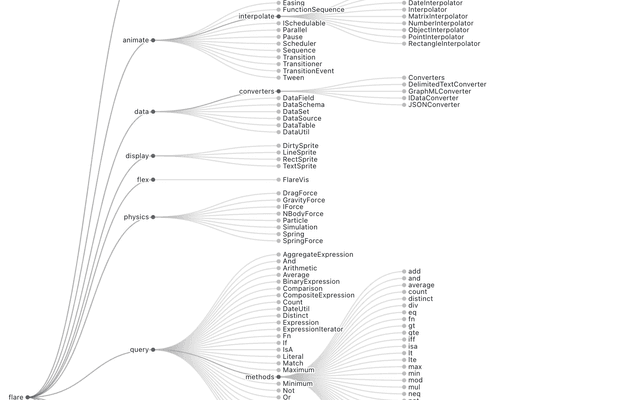 Easing
FunctionSequence
interpolate
ISchedulable
Parallel
Pause
Scheduler
Sequence
Transition
Transitioner
TransitionEvent
Tween
DateInterpolator
Interpolator
MatrixInterpolator
NumberInterpolator
ObjectInterpolator
PointInterpolator
RectangleInterpolator
animate
converters
DataField
DataSchema
DataSet
DataSource
DataTable
DataUtil
Converters
DelimitedTextConverter
GraphMLConverter
IDataConverter
JSONConverter
data
DirtySprite
LineSprite
RectSprite
TextSprite
display
flex
FlareVis
DragForce
GravityForce
IForce
NBodyForce
Particle
Simulation
Spring
SpringForce
physics
AggregateExpression
And
Arithmetic
Average
BinaryExpression
Comparison
CompositeExpression
Count
DateUtil
Distinct
Expression
ExpressionIterator
Fn
If
IsA
Literal
Match
Maximum
methods
Minimum
Not
Or
query
add
and
average
count
distinct
div
eq
fn
gt
gte
iff
isa
lt
lte
max
min
mod
mul
neq
flare